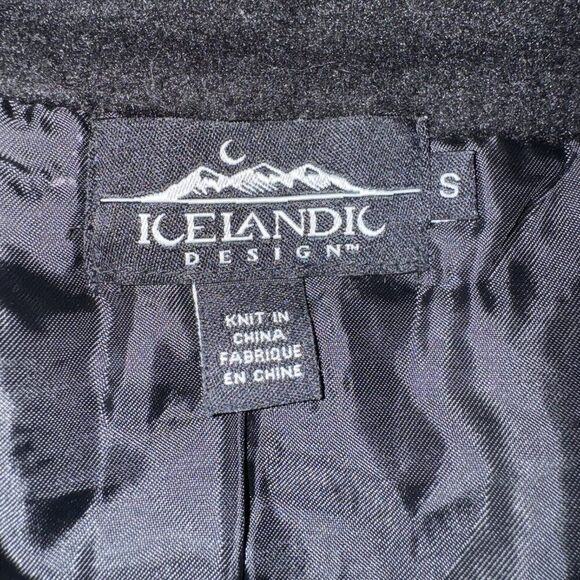 ICELANDIC
DESIGN™
S
KNIT IN
CHINA
FABRIQUE
EN CHINE